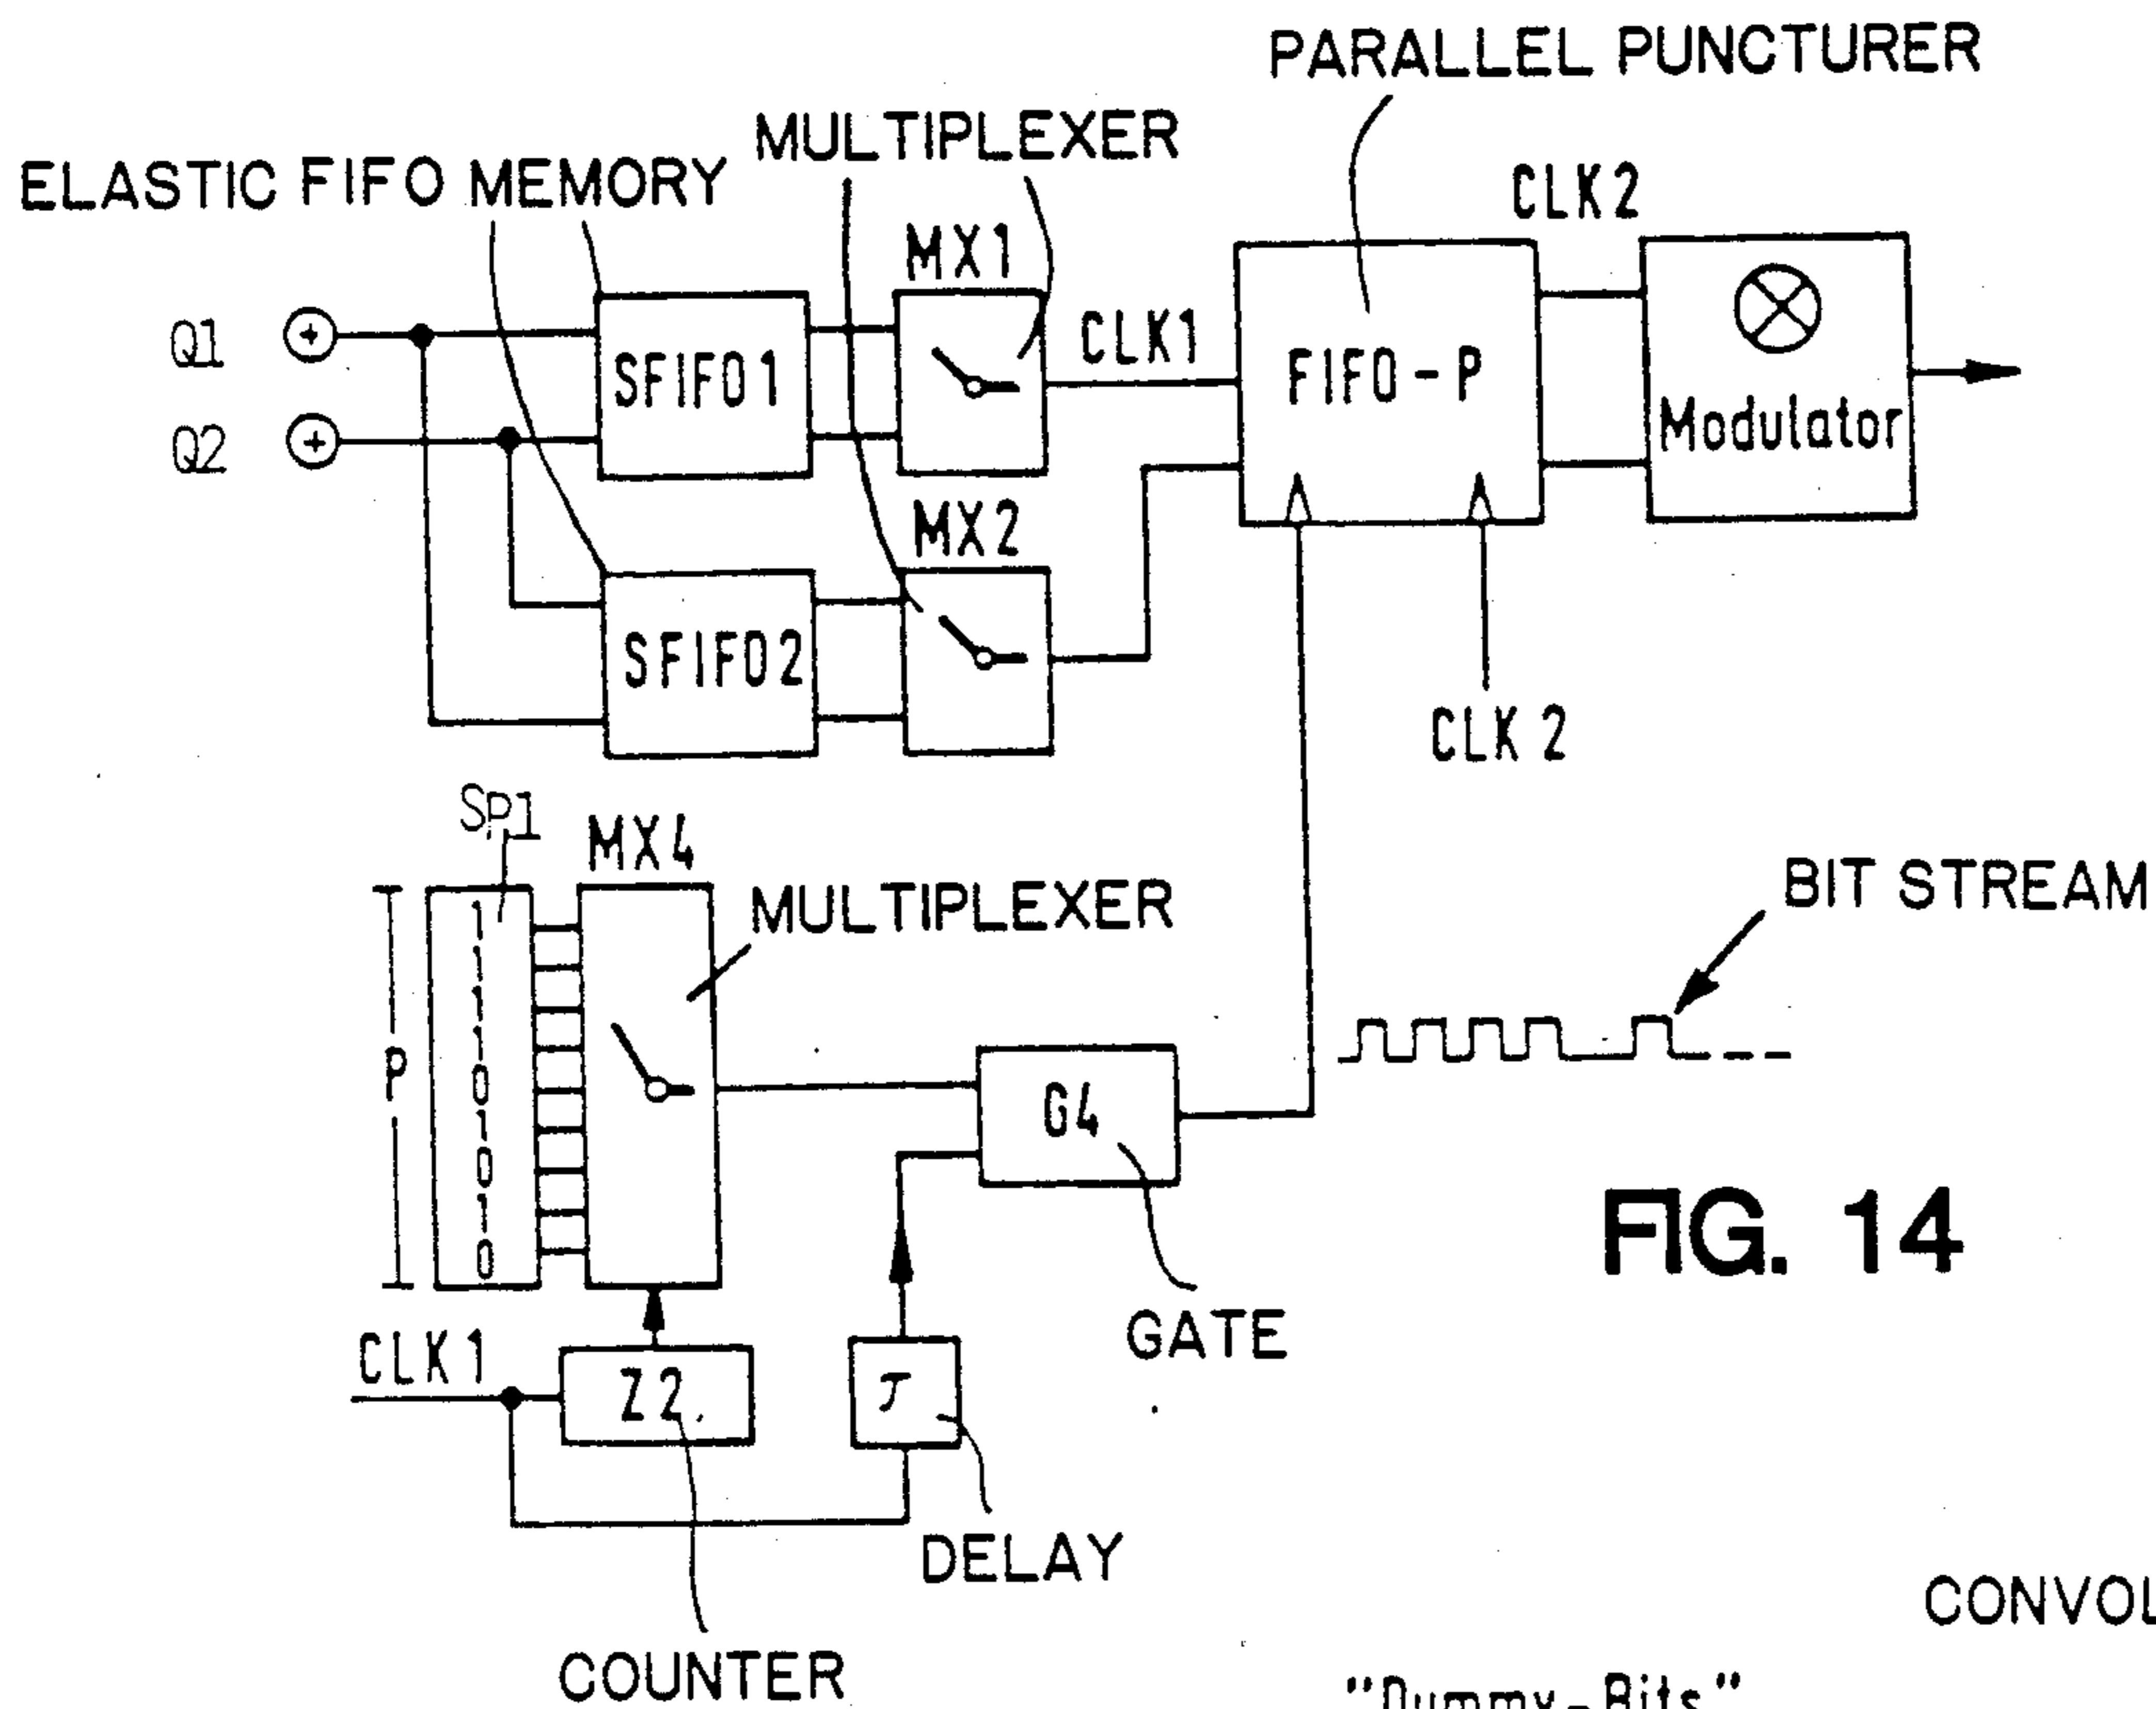 PARALLEL PUNCTURER
MULTIPLEXER
ELASTIC FIFO MEMORY
CLK2
MX1
Q1
SFIFO1
CLK1
FIFO-P
Modulator
Q2
MX2
SFIFO2
CLK 2
Sp1
MX4
MULTIPLEXER
BIT STREAM
P
1
1
1
1
0
1
0
1
0
G4
FIG. 14
GATE
CLK1
Z2
τ
DELAY
CONVOL
COUNTER
"Dummy-Bits"